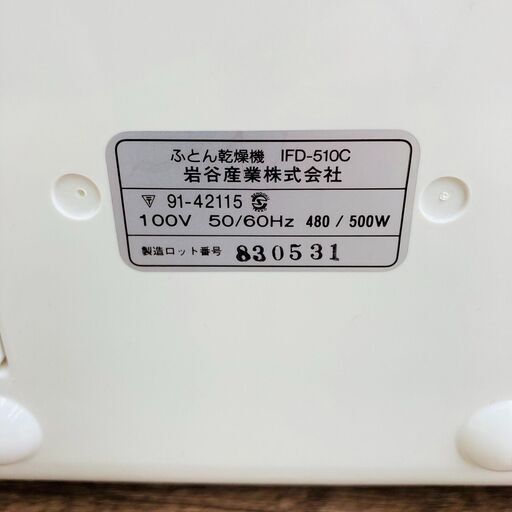 ふとん乾燥機 IFD-510C
岩谷産業株式会社
〒 91-42115
100V 50/60Hz 480 / 500W
製造ロット番号 830531